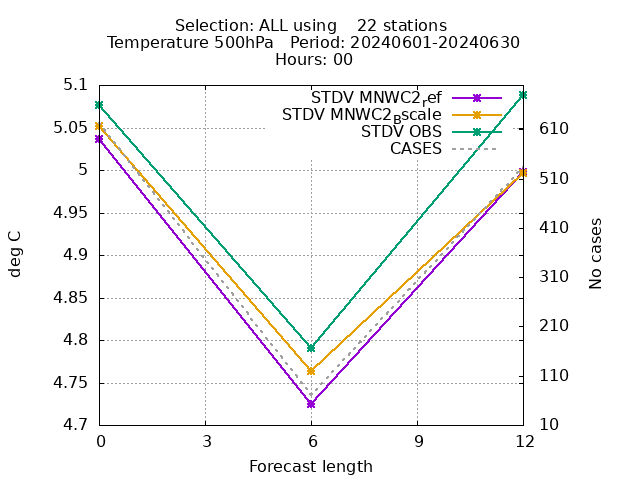 Selection: ALL using    22 stations
Temperature 500hPa   Period: 20240601-20240630
Hours: 00
STDV MNWC2_ref
STDV MNWC2_Bscale
STDV OBS
CASES
5.1
5.05
5
4.95
4.9
4.85
4.8
4.75
4.7
deg C
610
510
410
310
210
110
10
No cases
0 3 6 9 12
Forecast length